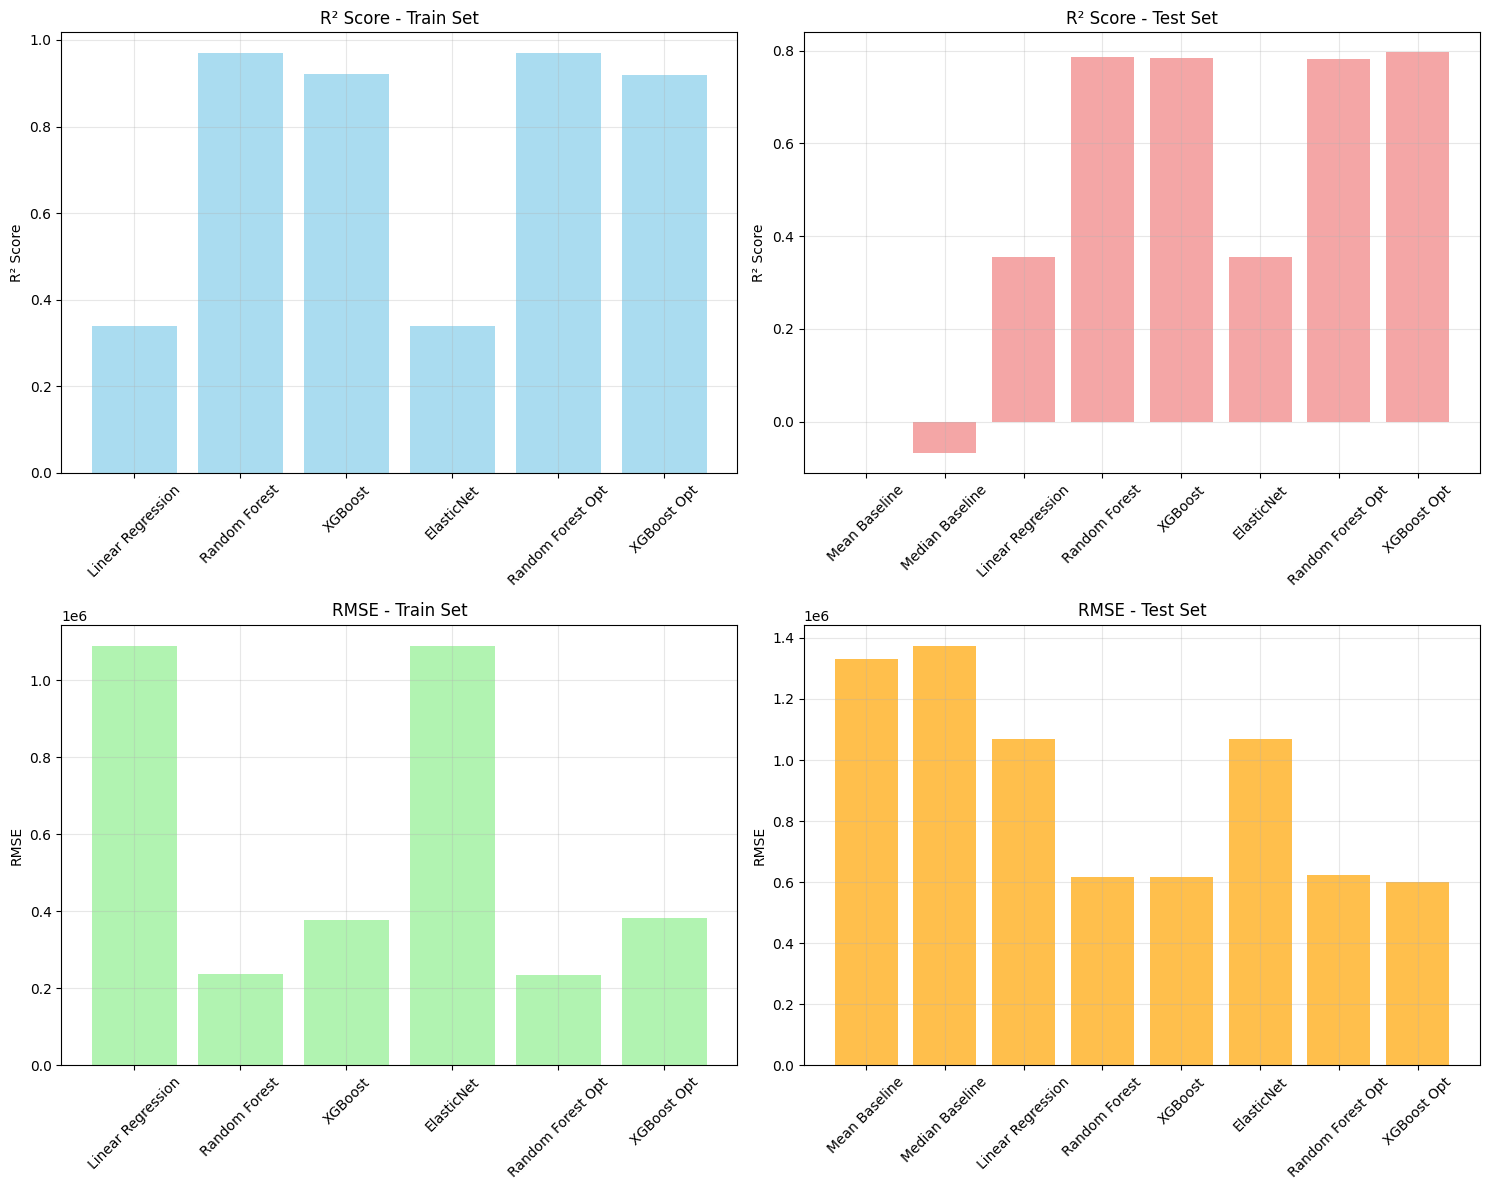 R² Score - Train Set
R² Score
1.0
0.8
0.6
0.4
0.2
0.0
Linear Regression
Random Forest
XGBoost
ElasticNet
Random Forest Opt
XGBoost Opt
R² Score - Test Set
R² Score
0.8
0.6
0.4
0.2
0.0
Mean Baseline
Median Baseline
Linear Regression
Random Forest
XGBoost
ElasticNet
Random Forest Opt
XGBoost Opt
RMSE - Train Set
1e6
RMSE
1.0
0.8
0.6
0.4
0.2
0.0
Linear Regression
Random Forest
XGBoost
ElasticNet
Random Forest Opt
XGBoost Opt
RMSE - Test Set
1e6
RMSE
1.4
1.2
1.0
0.8
0.6
0.4
0.2
0.0
Mean Baseline
Median Baseline
Linear Regression
Random Forest
XGBoost
ElasticNet
Random Forest Opt
XGBoost Opt